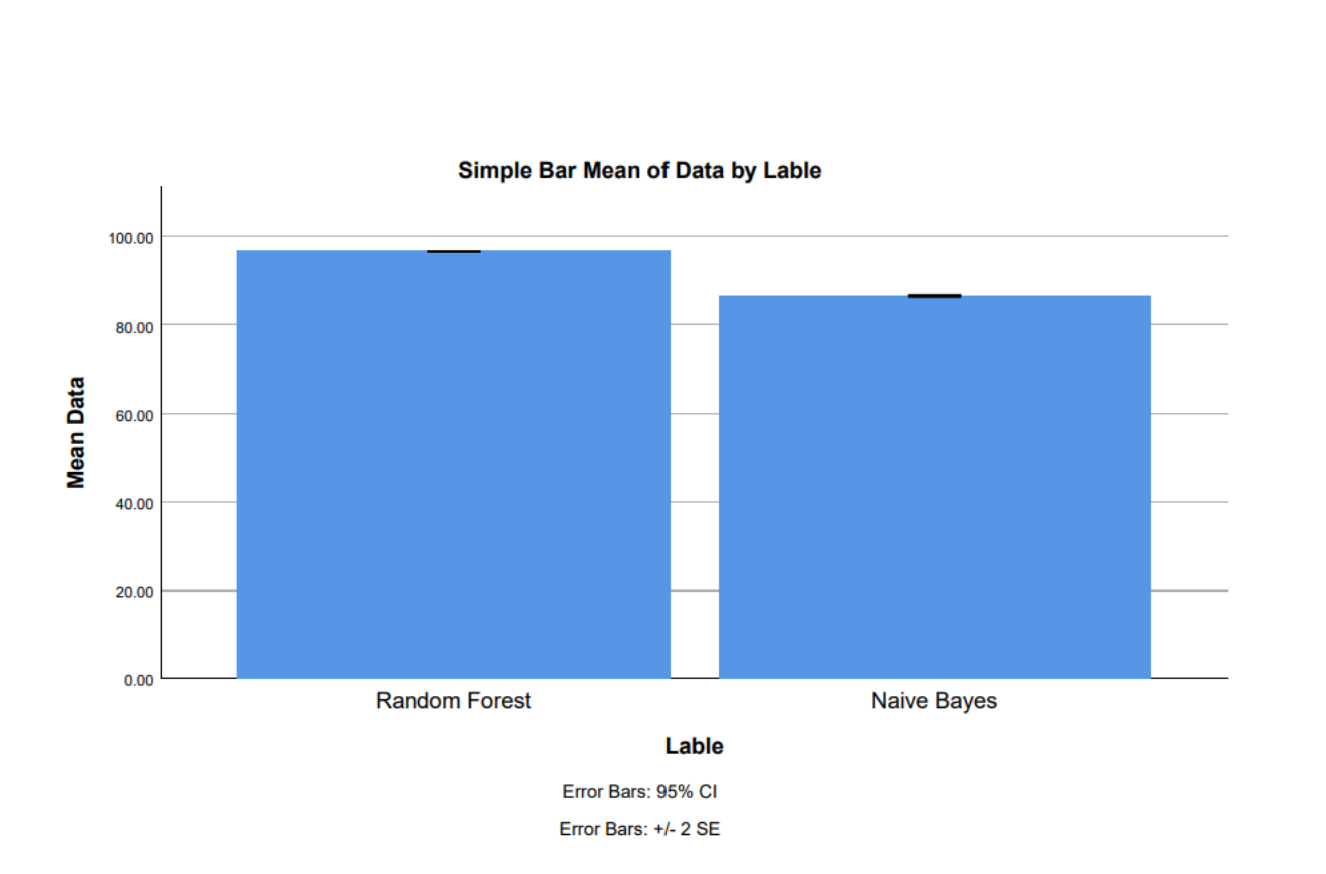 Simple Bar Mean of Data by Lable
100.00
80.00
60.00
40.00
20.00
0.00
Mean Data
Random Forest
Naive Bayes
Lable
Error Bars: 95% CI
Error Bars: +/- 2 SE